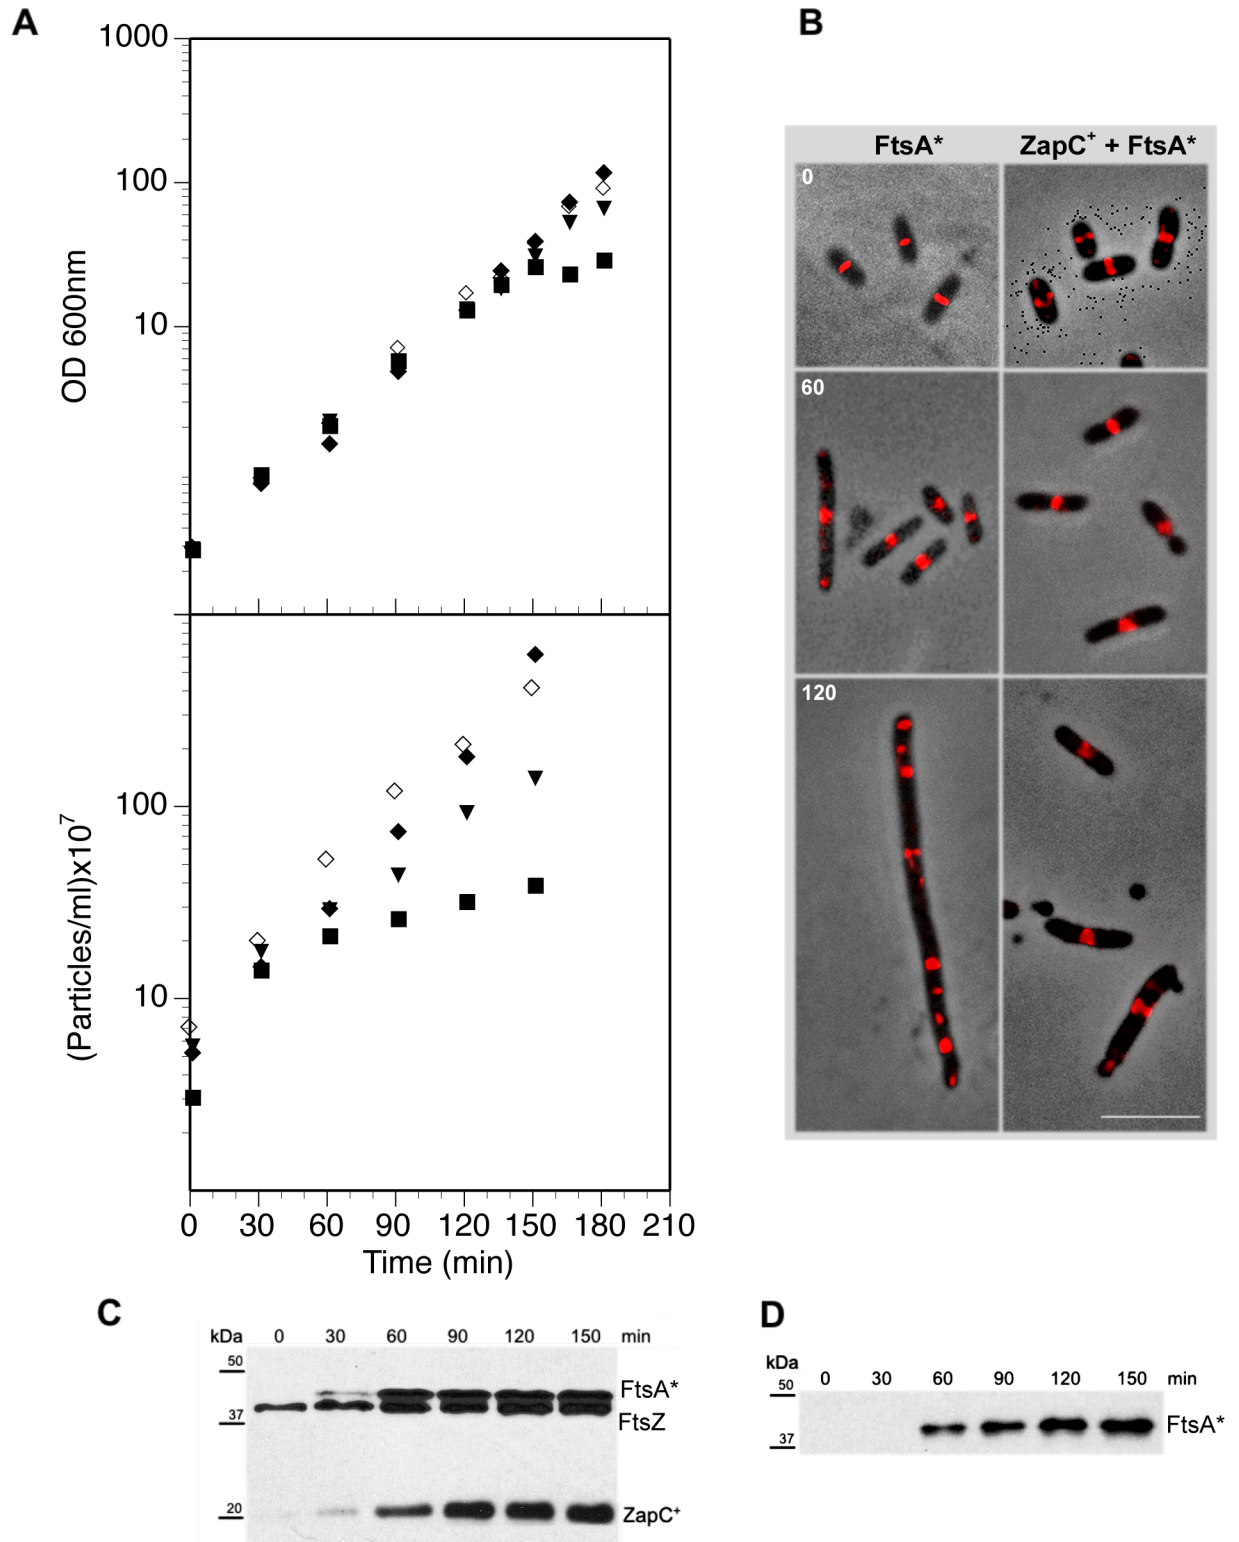 A
1000
100
10
OD 600nm
100
10
(Particles/ml)x10⁷
0 30 60 90 120 150 180 210
Time (min)
B
FtsA* ZapC⁺ + FtsA*
0
60
120
C
kDa 0 30 60 90 120 150 min
50
FtsA*
37
FtsZ
20
ZapC⁺
D
kDa 0 30 60 90 120 150 min
50
FtsA*
37